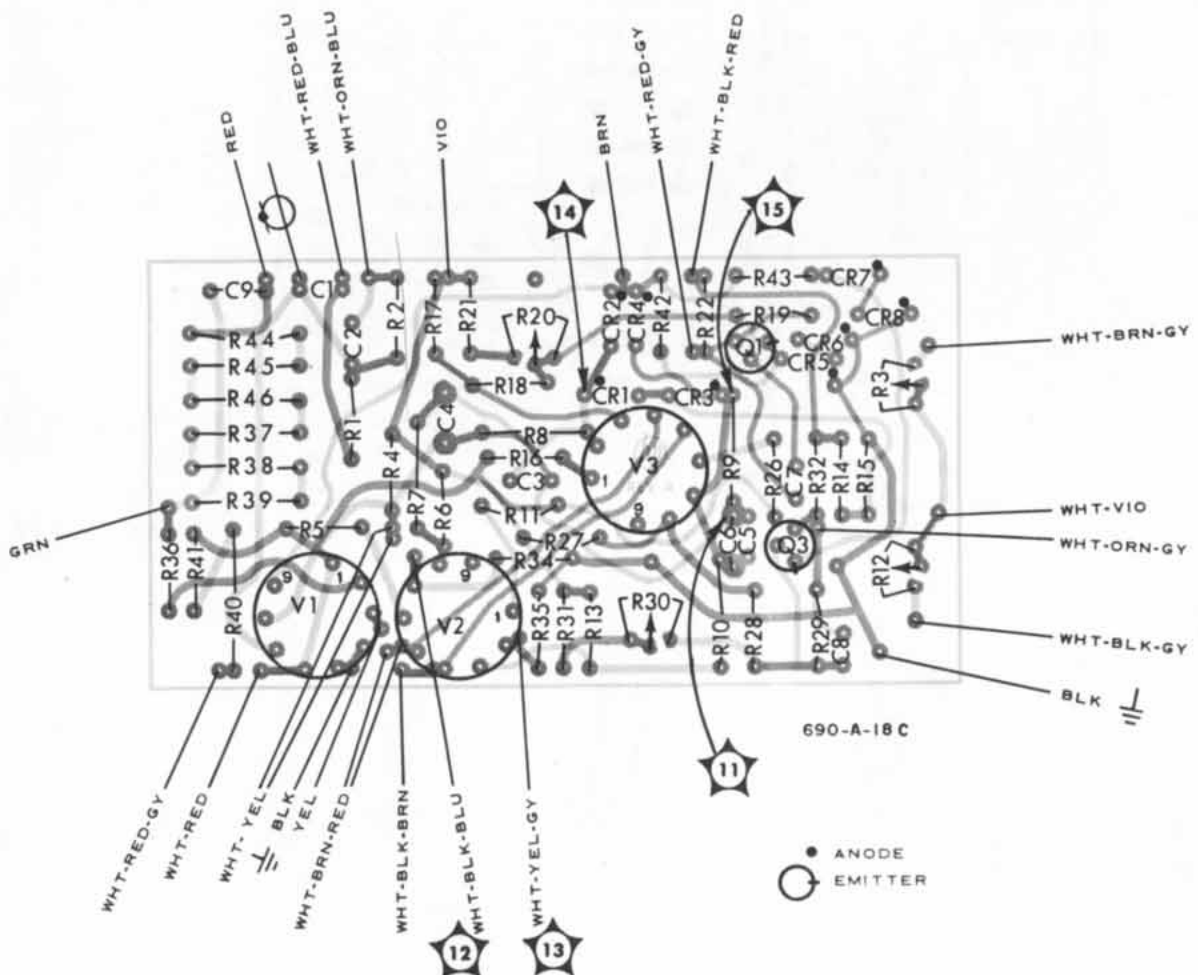 RED
WHT-RED-BLU
WHT-ORN-BLU
VIO
BRN
WHT-RED-GY
WHT-BLK-RED
14
15
C9
C1
R2
R17
R21
R20
CR2
CR4
R42
R22
R43
CR7
R19
CR8
R44
C2
Q1
CR6
CR5
WHT-BRN-GY
R45
R18
CR1
CR3
R3
R46
C4
R37
R1
R8
R38
R4
R7
R6
R16
C3
V3
1
9
R9
R26
C7
R32
R14
R15
R39
R11
GRN
R36
R41
R40
R5
R27
R34
C6
C5
Q3
WHT-VIO
WHT-ORN-GY
R12
V1
9
1
V2
9
1
R35
R31
R13
R30
R10
R28
R29
C8
WHT-BLK-GY
BLK
690-A-18C
11
WHT-RED-GY
WHT-RED
WHT-YEL
BLK
YEL
WHT-BRN-RED
WHT-BLK-BRN
WHT-BLK-BLU
WHT-YEL-GY
12
13
ANODE
EMITTER